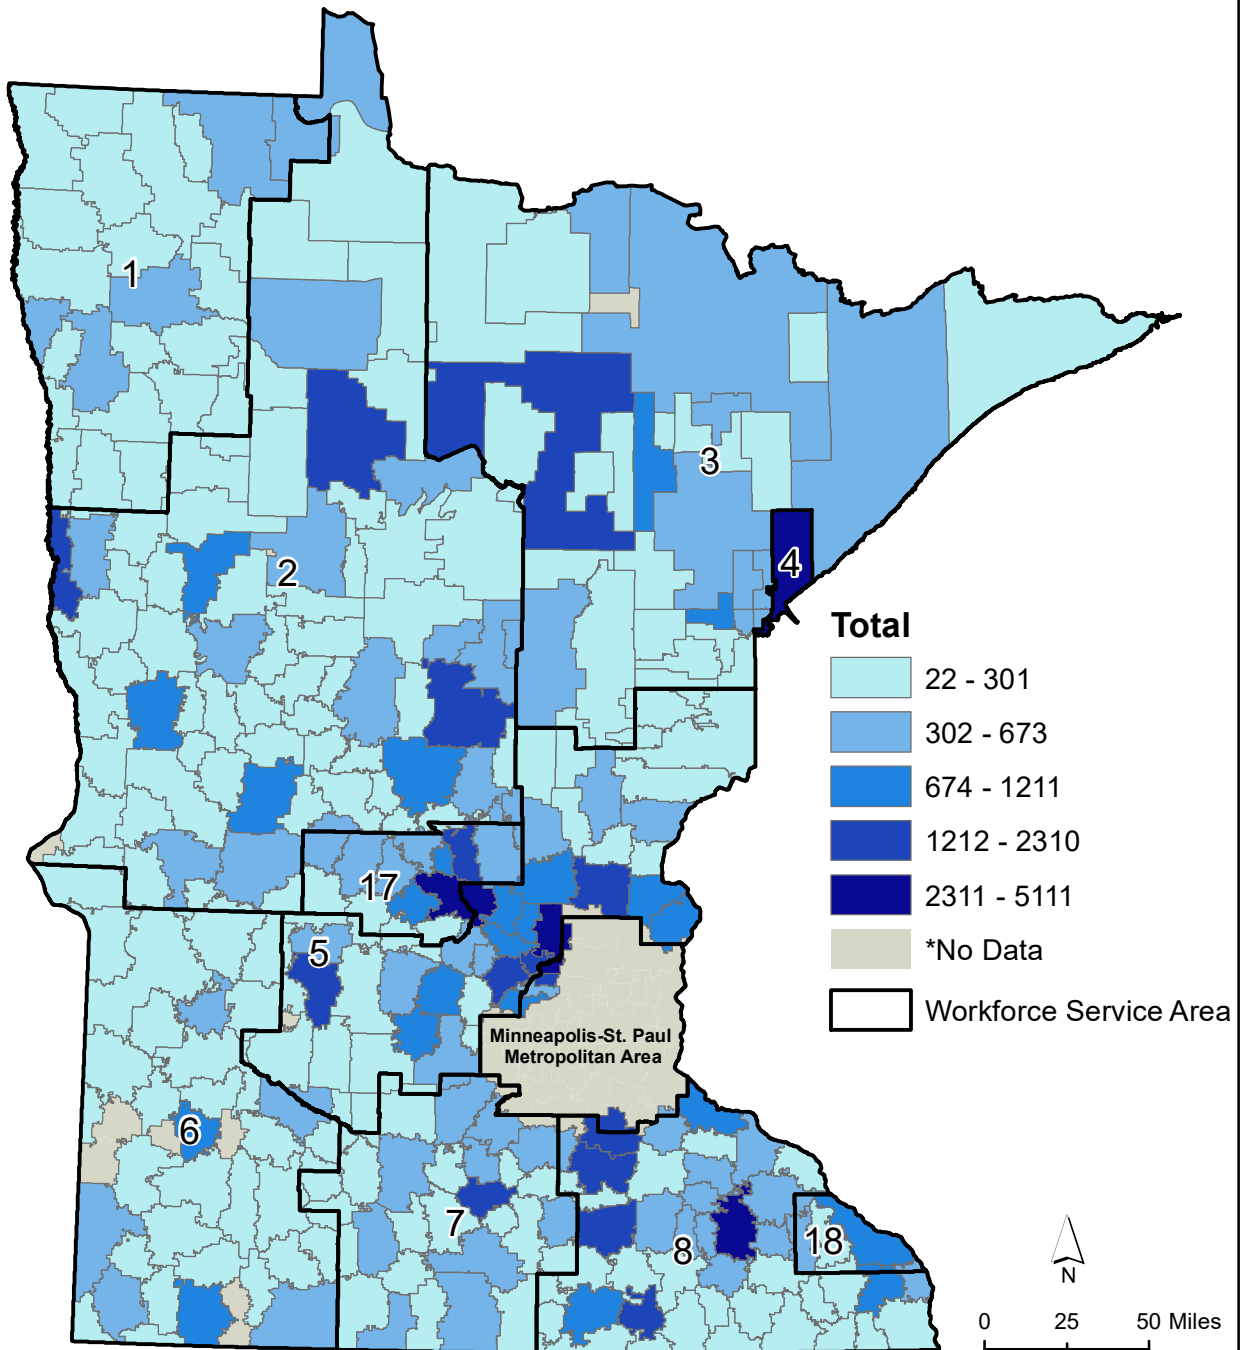 1
3
2
4
Total
22 - 301
302 - 673
674 - 1211
1212 - 2310
2311 - 5111
*No Data
Workforce Service Area
17
5
Minneapolis-St. Paul
Metropolitan Area
6
7
8
18
N
0 25 50 Miles